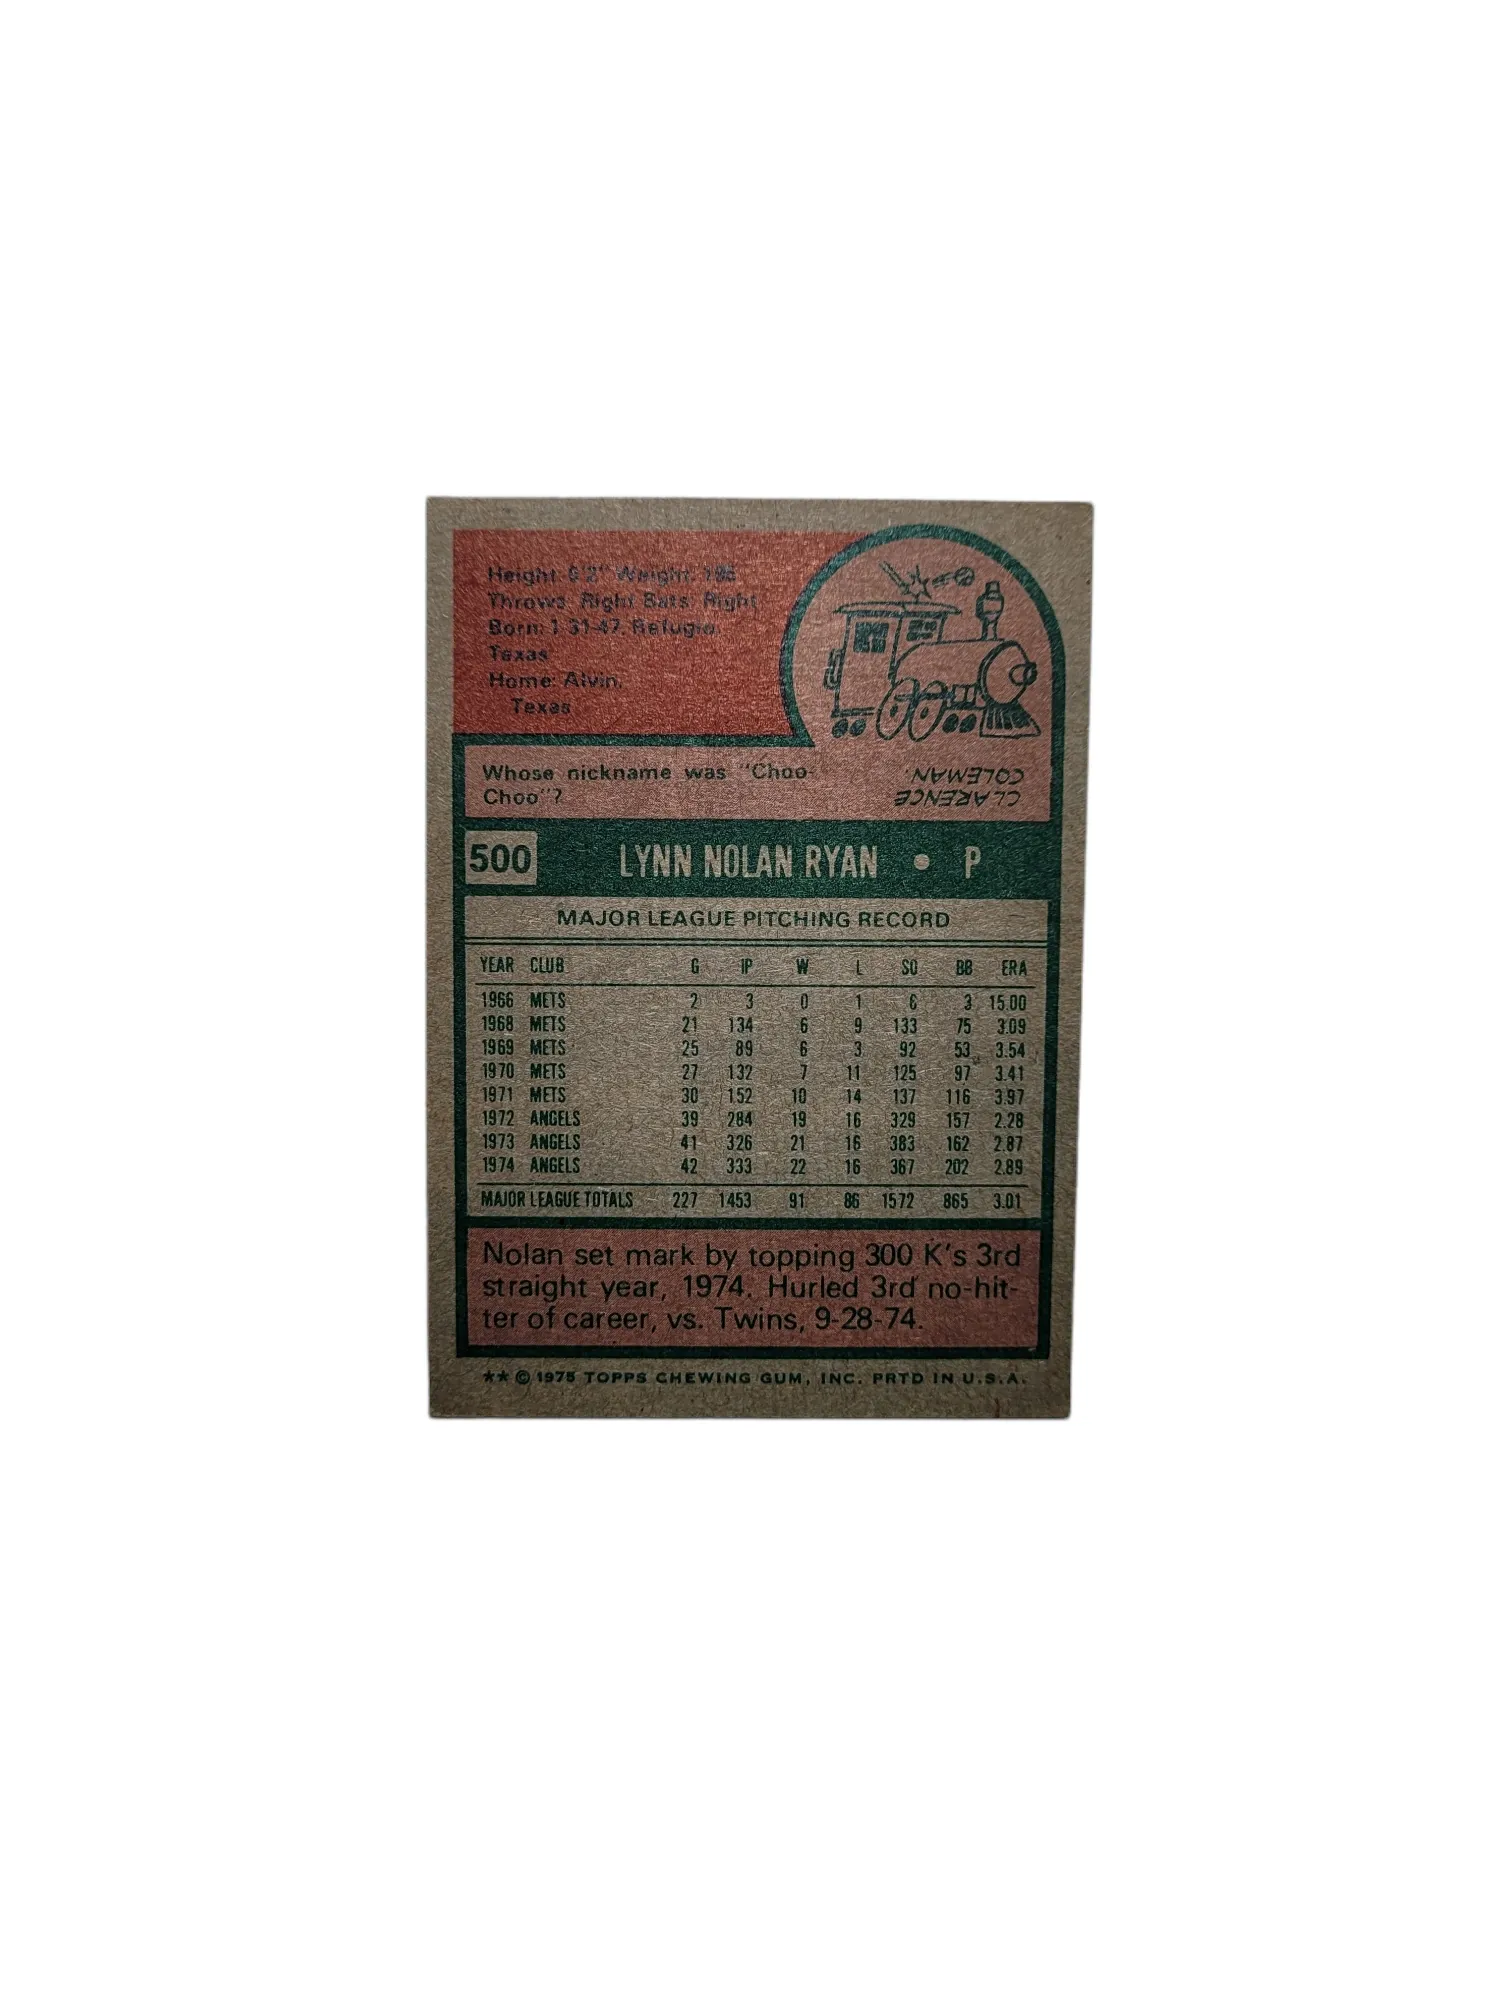 Height: 6'2" Weight: 195
Throws: Right Bats: Right
Born: 1-31-47, Refugio,
Texas
Home: Alvin,
Texas
Whose nickname was "Choo-
Choo"?
CLARENCE
COLEMAN.
500 LYNN NOLAN RYAN • P
MAJOR LEAGUE PITCHING RECORD
YEAR CLUB G IP W L SO BB ERA
1966 METS 2 3 0 1 6 3 15.00
1968 METS 21 134 6 9 133 75 3.09
1969 METS 25 89 6 3 92 53 3.54
1970 METS 27 132 7 11 125 97 3.41
1971 METS 30 152 10 14 137 116 3.97
1972 ANGELS 39 284 19 16 329 157 2.28
1973 ANGELS 41 326 21 16 383 162 2.87
1974 ANGELS 42 333 22 16 367 202 2.89
MAJOR LEAGUE TOTALS 227 1453 91 86 1572 865 3.01
Nolan set mark by topping 300 K's 3rd
straight year, 1974. Hurled 3rd no-hit-
ter of career, vs. Twins, 9-28-74.
★★ © 1975 TOPPS CHEWING GUM, INC. PRTD IN U.S.A.